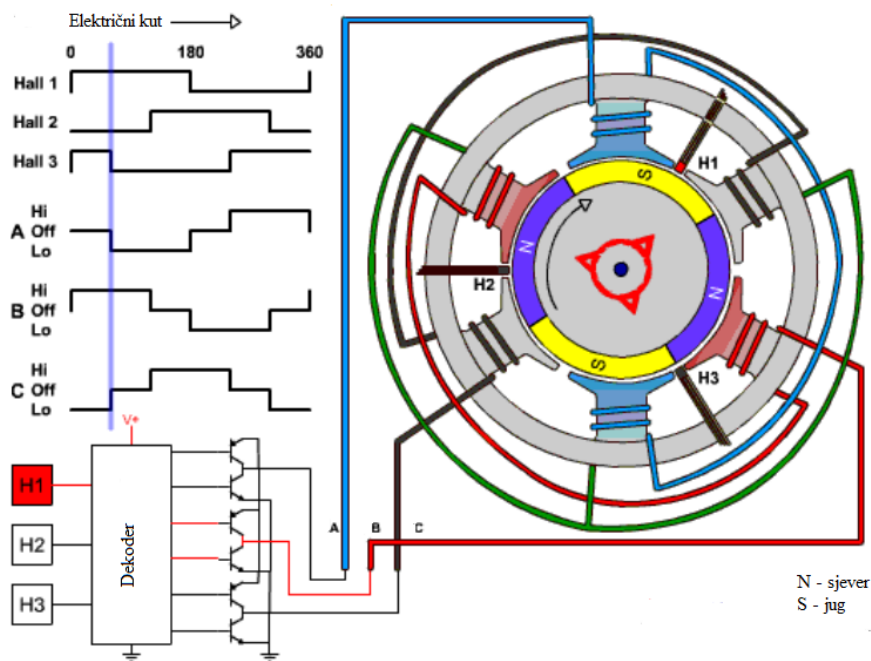 Električni kut
0 180 360
Hall 1
Hall 2
Hall 3
Hi
A Off
Lo
Hi
B Off
Lo
Hi
C Off
Lo
V+
H1
H2
H3
Dekoder
A B C
H1
H2
H3
S
N
N
S
N - sjever
S - jug